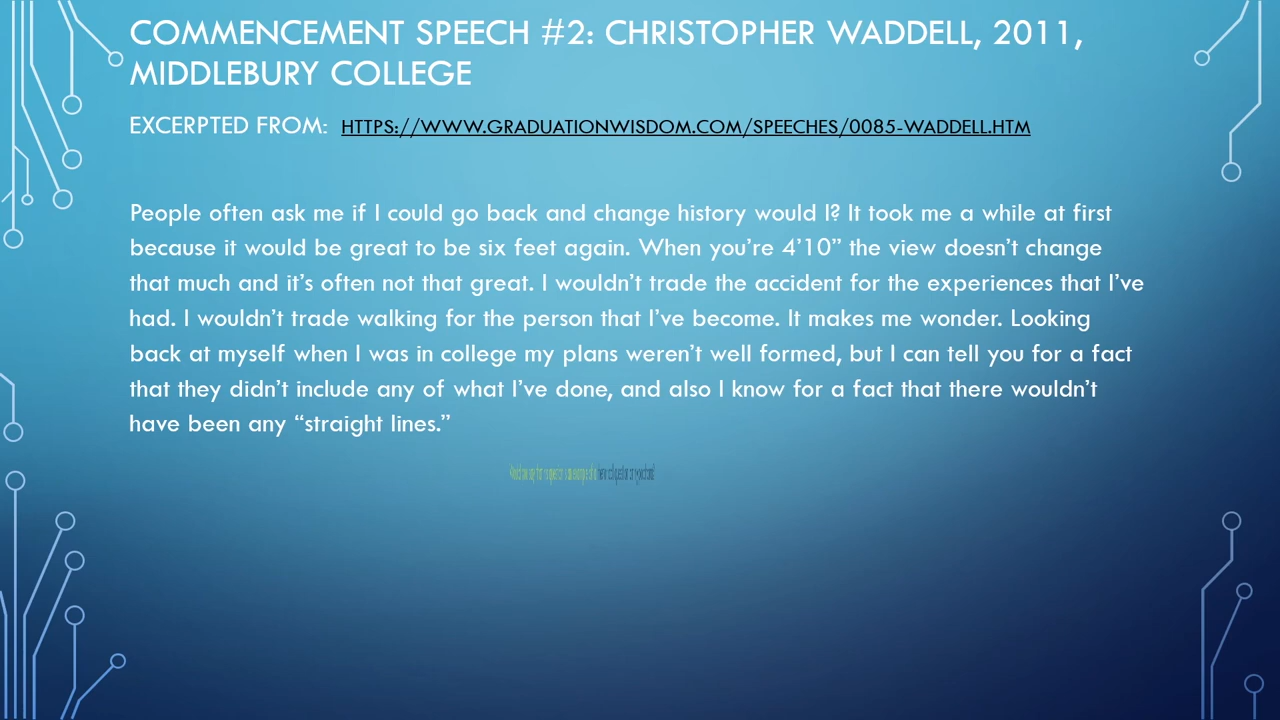 COMMENCEMENT SPEECH #2: CHRISTOPHER WADDELL, 2011,
MIDDLEBURY COLLEGE
EXCERPTED FROM: HTTPS://WWW.GRADUATIONWISDOM.COM/SPEECHES/0085-WADDELL.HTM
People often ask me if I could go back and change history would I? It took me a while at first
because it would be great to be six feet again. When you’re 4’10” the view doesn’t change
that much and it’s often not that great. I wouldn’t trade the accident for the experiences that I’ve
had. I wouldn’t trade walking for the person that I’ve become. It makes me wonder. Looking
back at myself when I was in college my plans weren’t well formed, but I can tell you for a fact
that they didn’t include any of what I’ve done, and also I know for a fact that there wouldn’t
have been any “straight lines.”